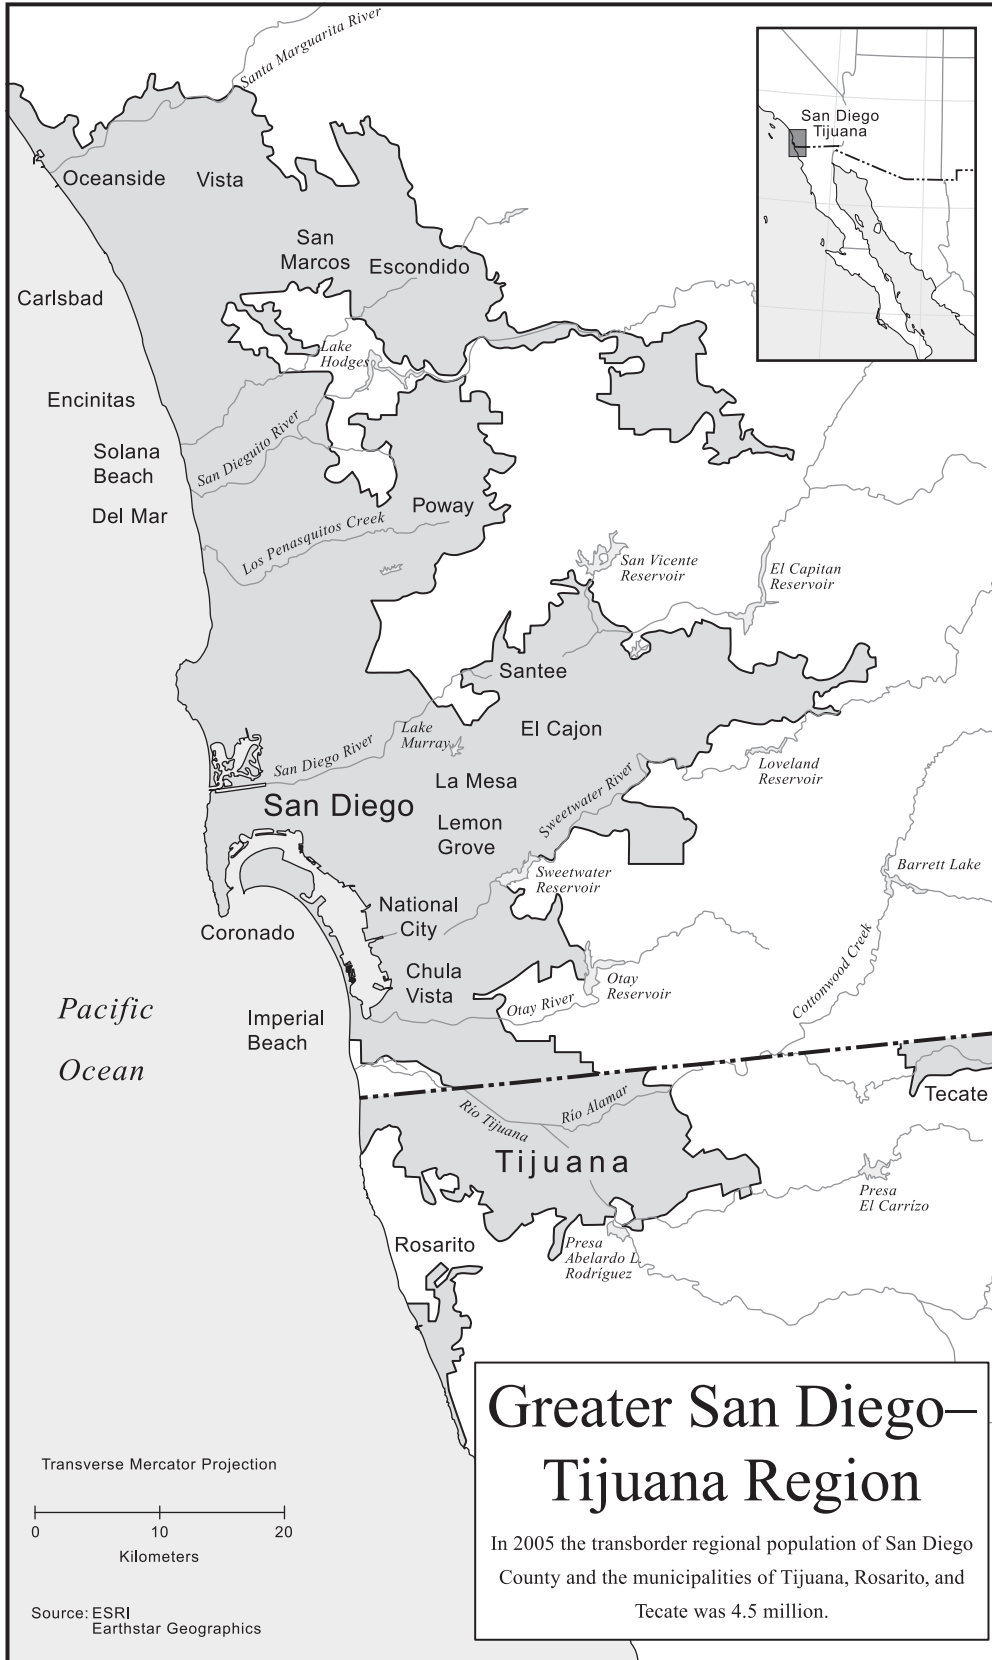 Santa Marguarita River
San Diego
Tijuana
Oceanside
Vista
San
Marcos
Escondido
Carlsbad
Lake
Hodges
Encinitas
San Dieguito River
Solana
Beach
Del Mar
Poway
Los Penasquitos Creek
San Vicente
Reservoir
El Capitan
Reservoir
Santee
El Cajon
Lake
Murray
San Diego River
Loveland
Reservoir
La Mesa
San Diego
Sweetwater River
Lemon
Grove
Sweetwater
Reservoir
Barrett Lake
National
City
Coronado
Cottonwood Creek
Chula
Vista
Otay
Reservoir
Otay River
Pacific
Ocean
Imperial
Beach
Tecate
Río Tijuana
Río Alamar
Tijuana
Presa
El Carrízo
Rosarito
Presa
Abelardo L.
Rodríguez
Greater San Diego–
Tijuana Region
In 2005 the transborder regional population of San Diego
County and the municipalities of Tijuana, Rosarito, and
Tecate was 4.5 million.
Transverse Mercator Projection
0 10 20
Kilometers
Source: ESRI
Earthstar Geographics